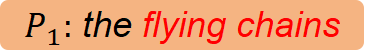 P₁: the flying chains